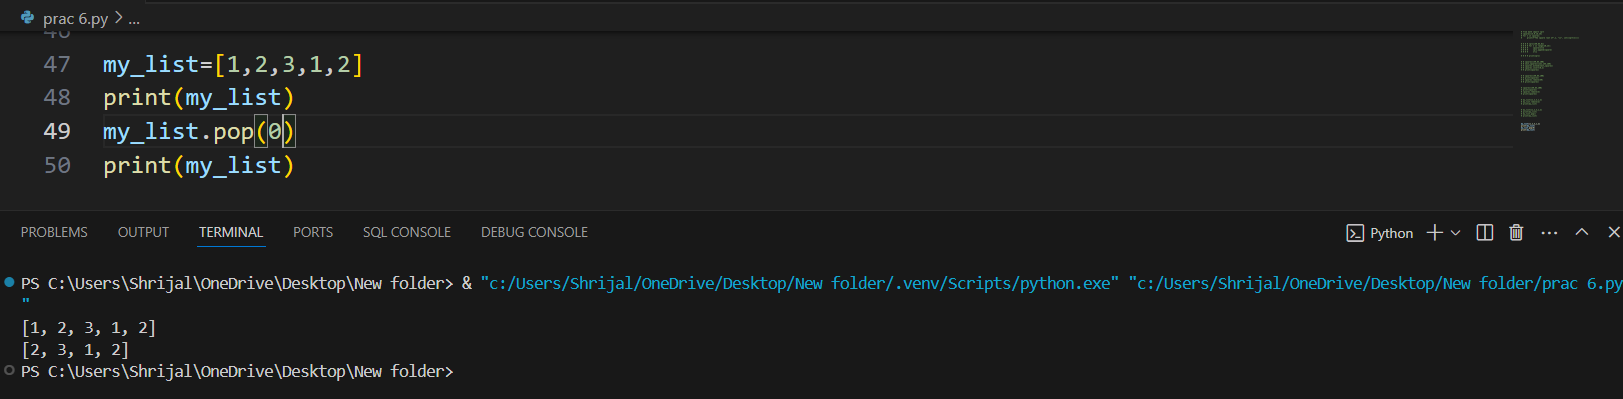 prac 6.py > ...
46
47 my_list=[1,2,3,1,2]
48 print(my_list)
49 my_list.pop(0)
50 print(my_list)
PROBLEMS OUTPUT TERMINAL PORTS SQL CONSOLE DEBUG CONSOLE Python
PS C:\Users\Shrijal\OneDrive\Desktop\New folder> & "c:/Users/Shrijal/OneDrive/Desktop/New folder/.venv/Scripts/python.exe" "c:/Users/Shrijal/OneDrive/Desktop/New folder/prac 6.py
"
[1, 2, 3, 1, 2]
[2, 3, 1, 2]
PS C:\Users\Shrijal\OneDrive\Desktop\New folder>